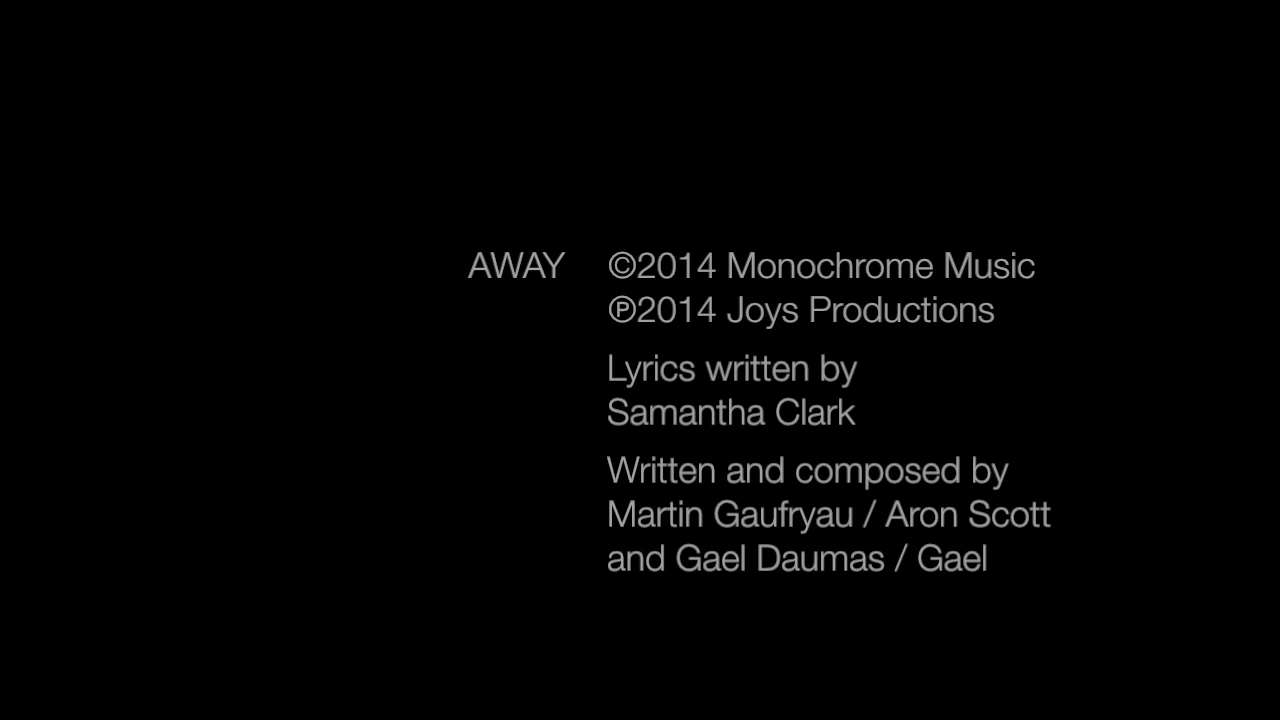 AWAY ©2014 Monochrome Music
℗2014 Joys Productions
Lyrics written by
Samantha Clark
Written and composed by
Martin Gaufryau / Aron Scott
and Gael Daumas / Gael